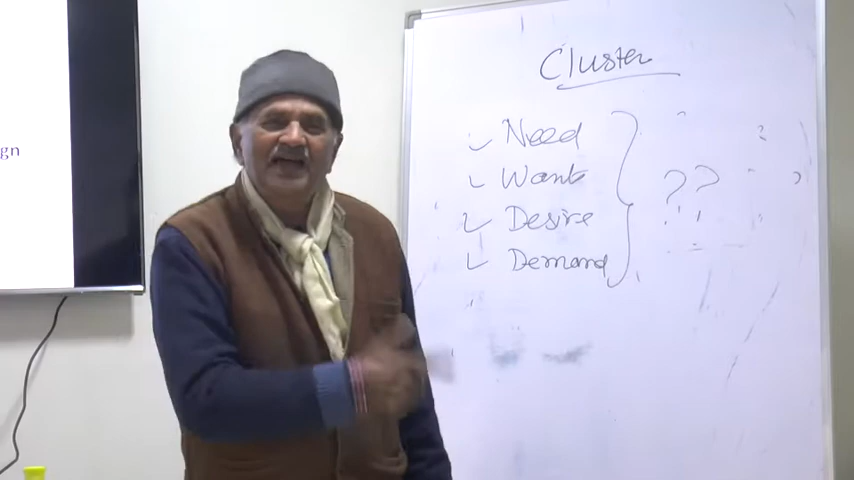 gn
Cluster
✓ Need
✓ Want
✓ Desire
✓ Demand
??